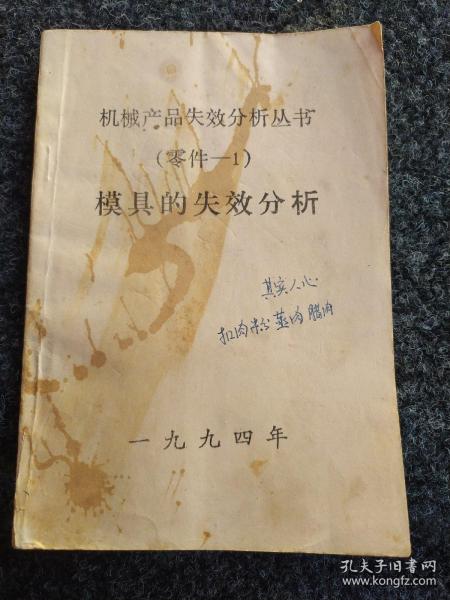 机械产品失效分析丛书
（零件—1）
模具的失效分析
其实人心
扣肉粉蒸肉腊肉
一九九四年
孔夫子旧书网
www.kongfz.com